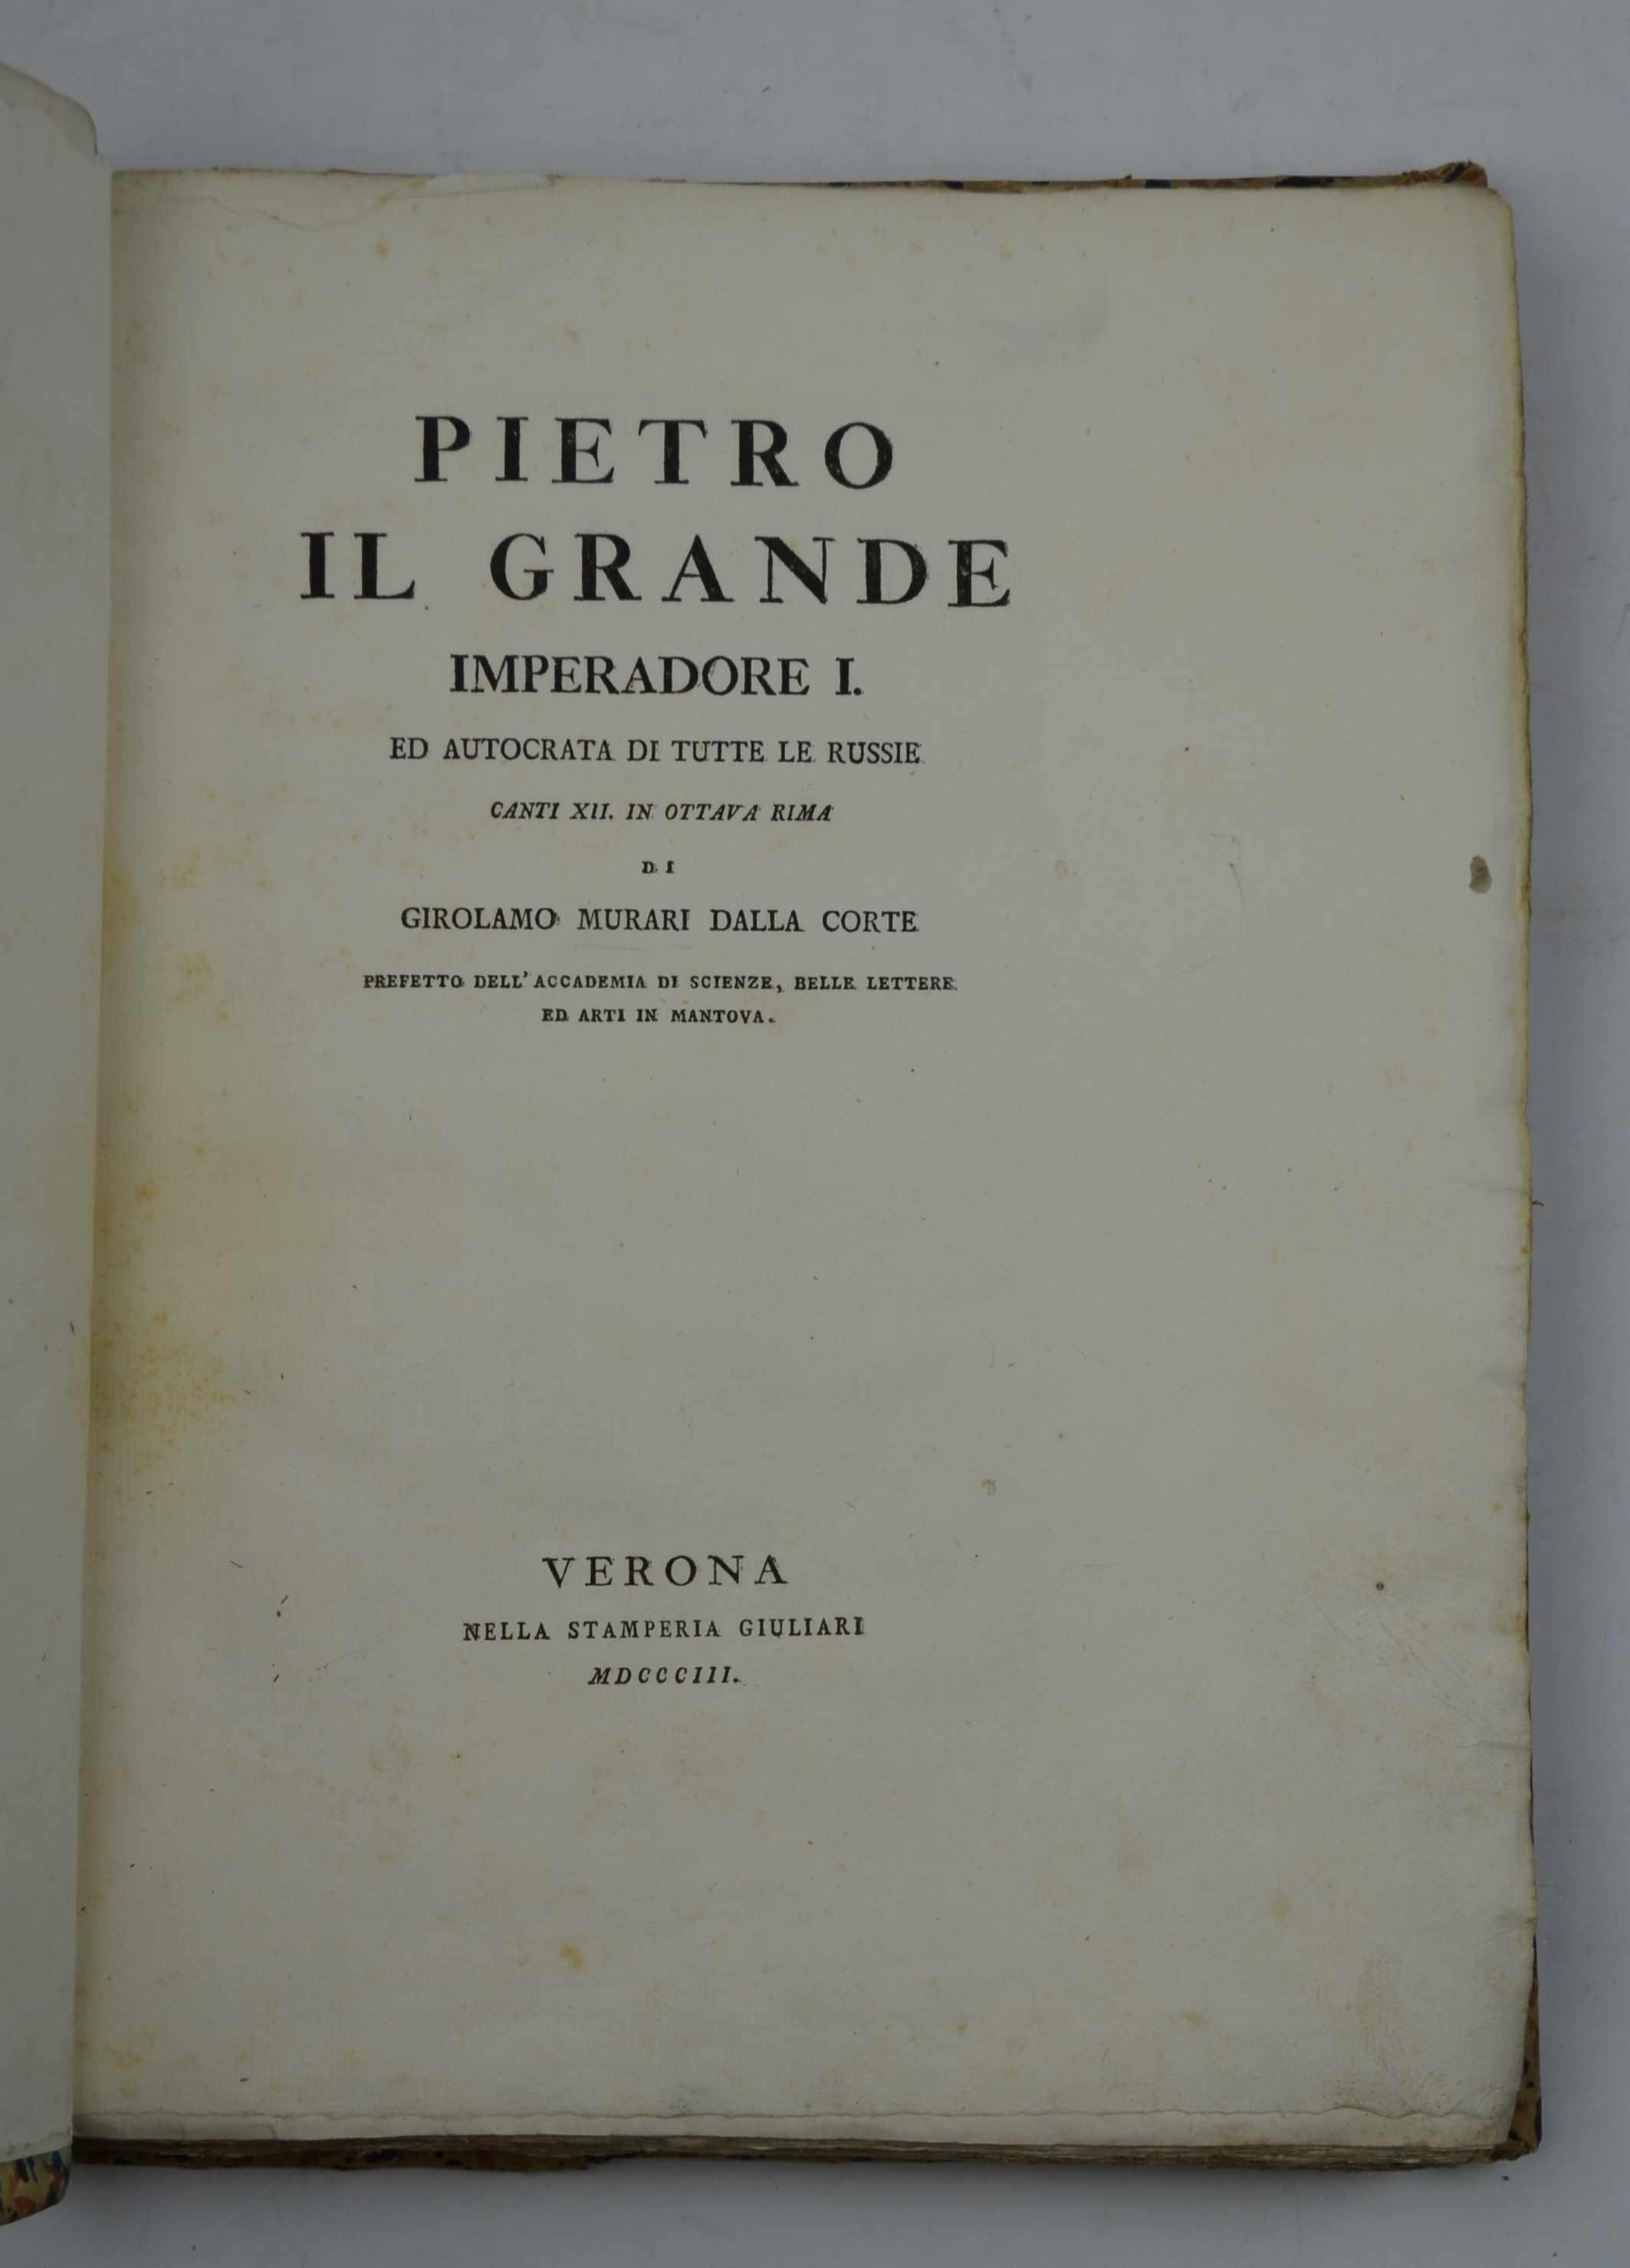 PIETRO
IL GRANDE
IMPERADORE I.
ED AUTOCRATA DI TUTTE LE RUSSIE
CANTI XII. IN OTTAVA RIMA
DI
GIROLAMO MURARI DALLA CORTE
PREFETTO DELL' ACCADEMIA DI SCIENZE, BELLE LETTERE
ED ARTI IN MANTOVA.
VERONA
NELLA STAMPERIA GIULIARI
MDCCCIII.